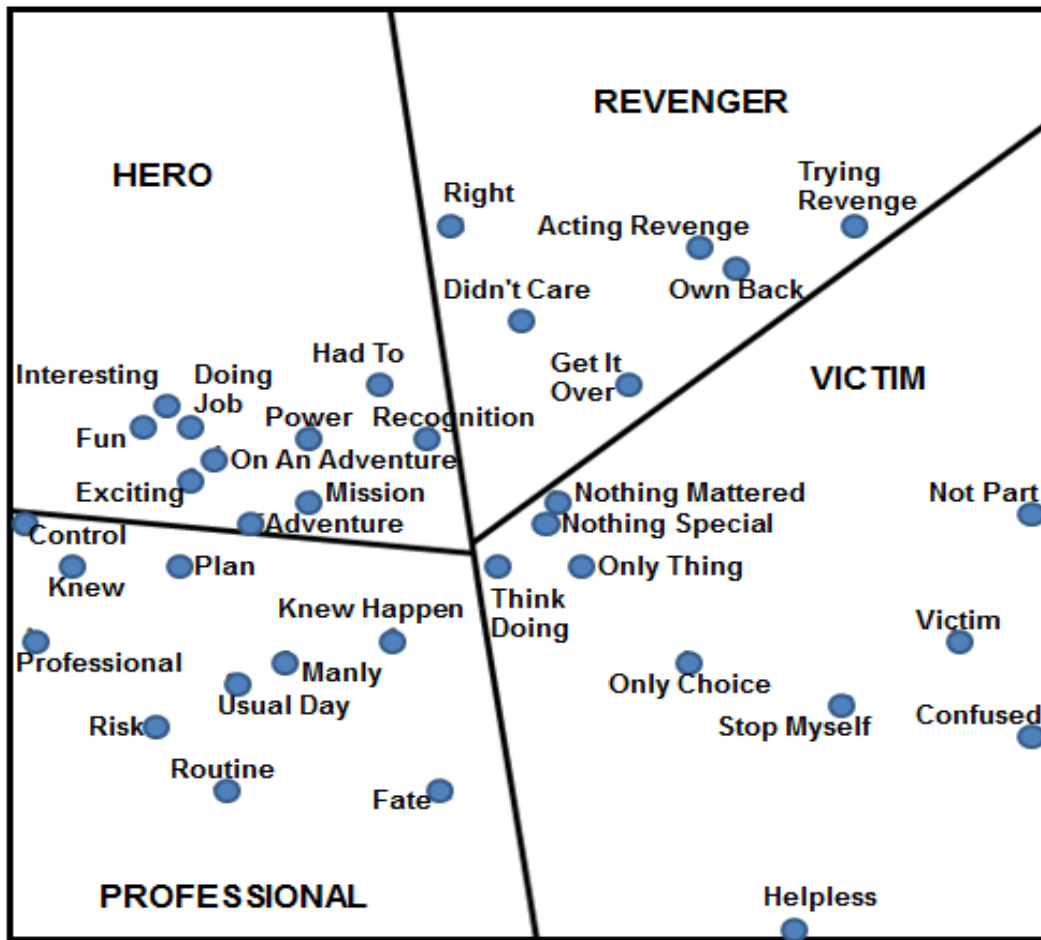 REVENGER
HERO
Trying
Revenge
Right
Acting Revenge
Own Back
Didn't Care
Had To
Get It
Over
VICTIM
Interesting
Doing
Job
Fun
Power
Recognition
On An Adventure
Exciting
Mission
Adventure
Nothing Mattered
Not Part
Nothing Special
Control
Knew
Plan
Only Thing
Think
Doing
Knew Happen
Victim
Professional
Manly
Only Choice
Usual Day
Stop Myself
Confused
Risk
Routine
Fate
PROFESSIONAL
Helpless